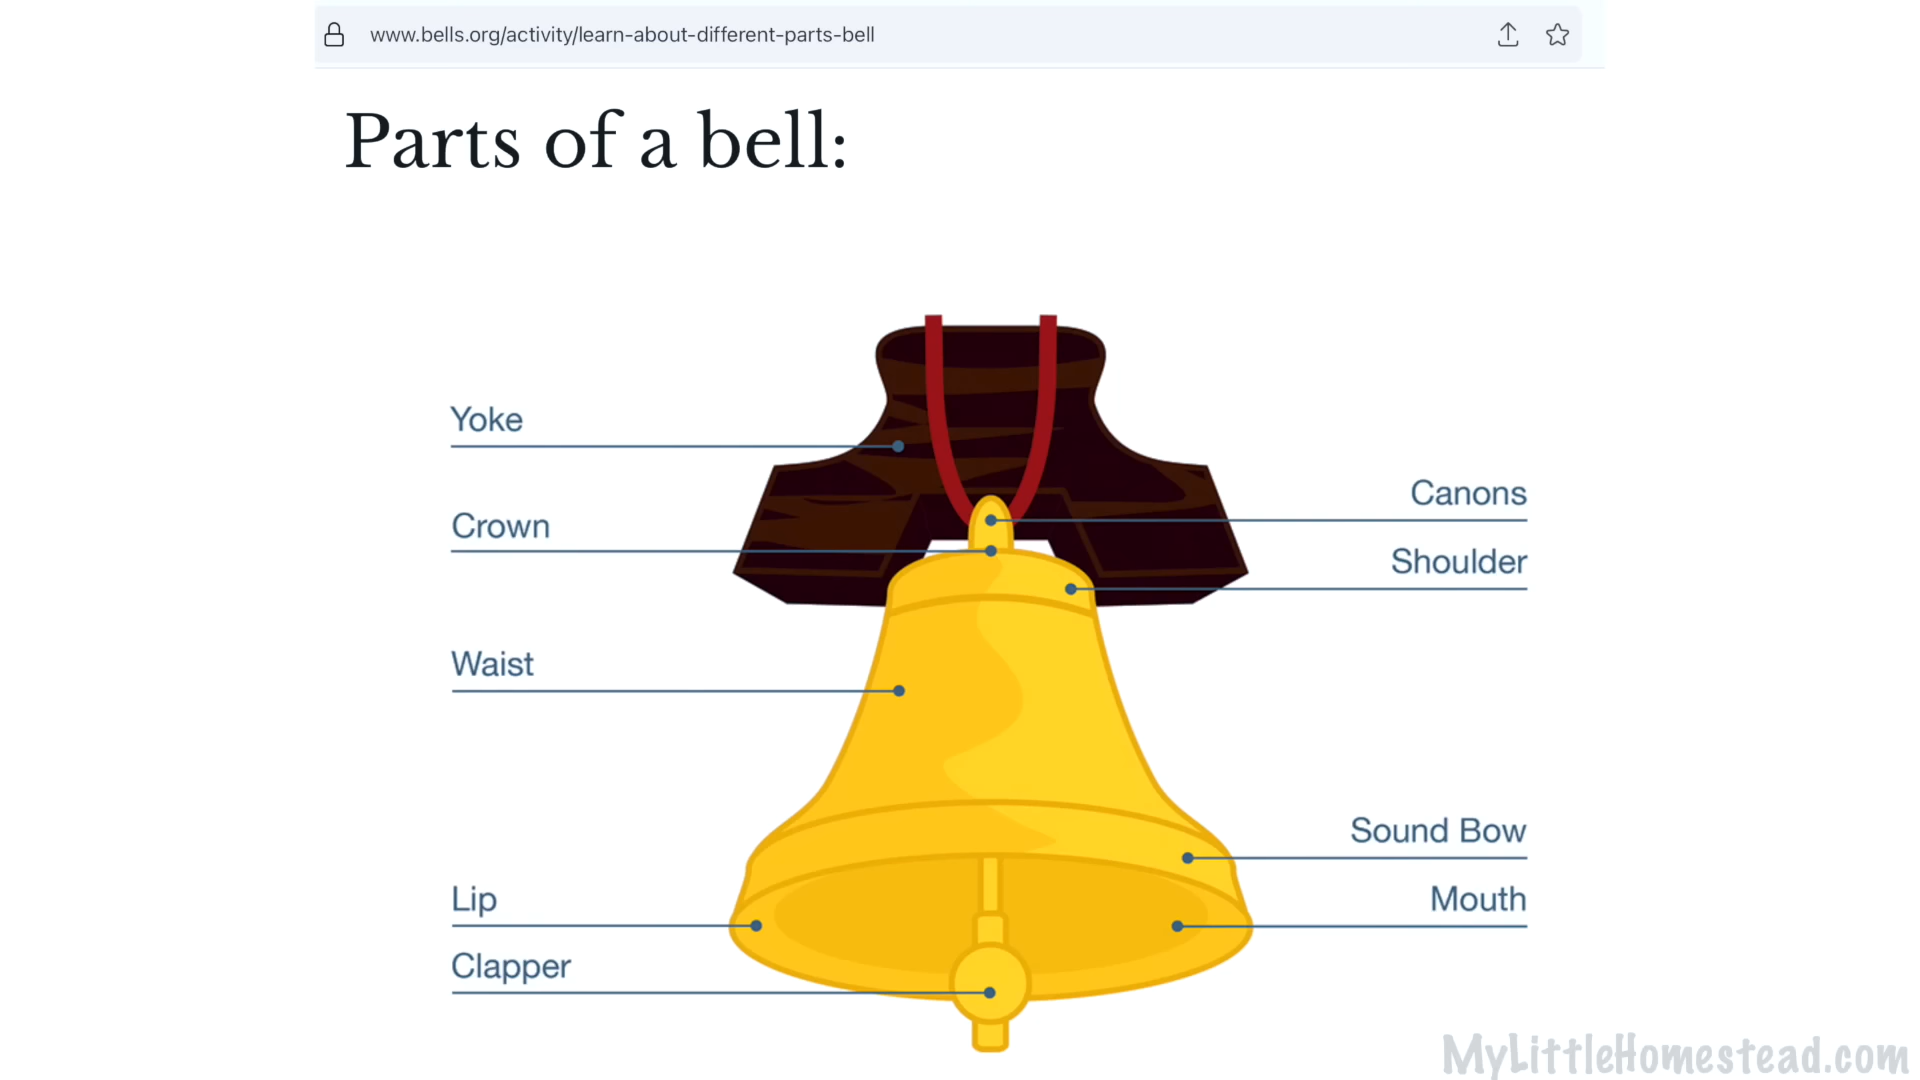 www.bells.org/activity/learn-about-different-parts-bell
Parts of a bell:
Yoke
Canons
Crown
Shoulder
Waist
Sound Bow
Lip
Mouth
Clapper
MyLittleHomestead.com